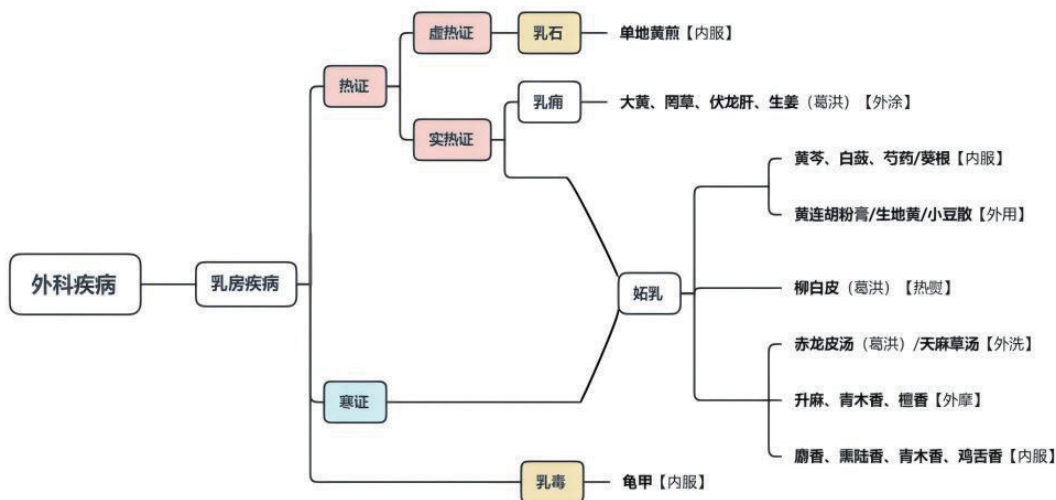 外科疾病
乳房疾病
热证
虚热证
乳石
单地黄煎【内服】
实热证
乳痈
大黄、罔草、伏龙肝、生姜（葛洪）【外涂】
寒证
妬乳
黄芩、白蔹、芍药/葵根【内服】
黄连胡粉膏/生地黄/小豆散【外用】
柳白皮（葛洪）【热熨】
赤龙皮汤（葛洪）/天麻草汤【外洗】
升麻、青木香、檀香【外摩】
麝香、熏陆香、青木香、鸡舌香【内服】
乳毒
龟甲【内服】